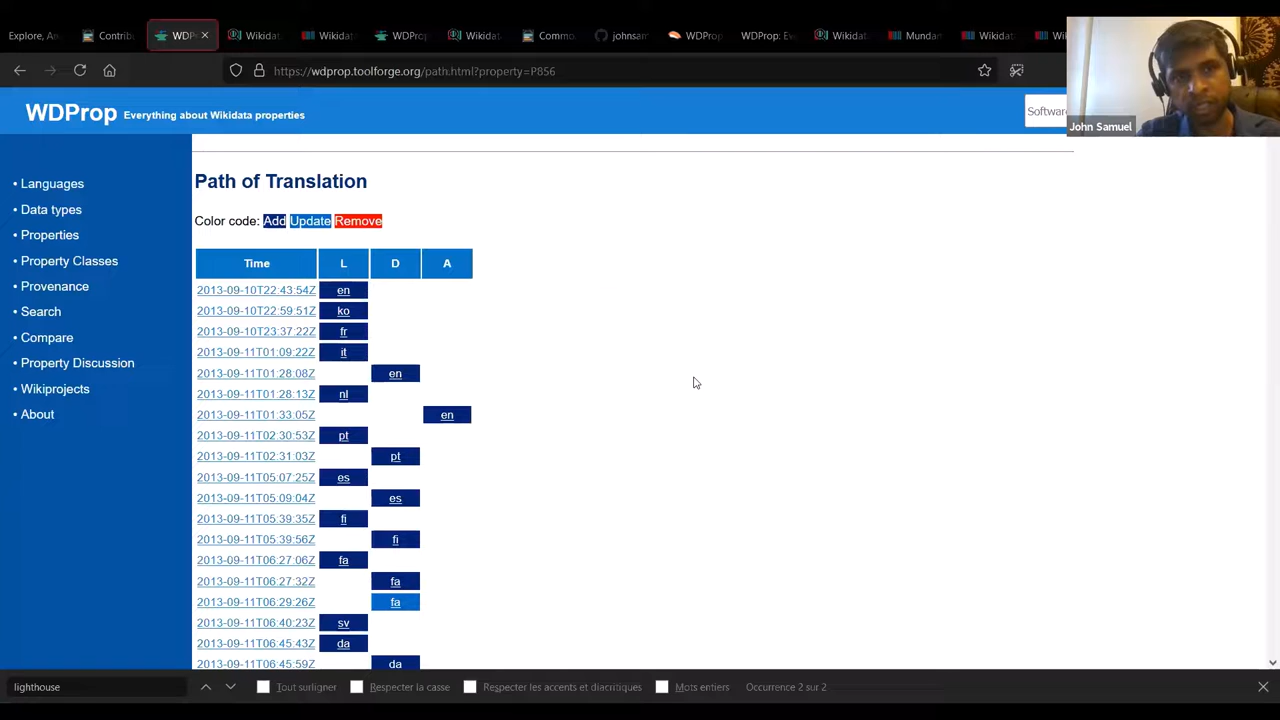 Explore, An
Contrib
WDP
Wikidat
Wikidat
WDProp
Wikidat
Commo
johnsam
WDProp
WDProp: Eve
Wikidat
Mundan
Wikidat
Wik
https://wdprop.toolforge.org/path.html?property=P856
WDProp Everything about Wikidata properties
Softwar
John Samuel
• Languages
• Data types
• Properties
• Property Classes
• Provenance
• Search
• Compare
• Property Discussion
• Wikiprojects
• About
Path of Translation
Color code: Add Update Remove
Time L D A
2013-09-10T22:43:54Z en
2013-09-10T22:59:51Z ko
2013-09-10T23:37:22Z fr
2013-09-11T01:09:22Z it
2013-09-11T01:28:08Z en
2013-09-11T01:28:13Z nl
2013-09-11T01:33:05Z en
2013-09-11T02:30:53Z pt
2013-09-11T02:31:03Z pt
2013-09-11T05:07:25Z es
2013-09-11T05:09:04Z es
2013-09-11T05:39:35Z fi
2013-09-11T05:39:56Z fi
2013-09-11T06:27:06Z fa
2013-09-11T06:27:32Z fa
2013-09-11T06:29:26Z fa
2013-09-11T06:40:23Z sv
2013-09-11T06:45:43Z da
2013-09-11T06:45:59Z da
lighthouse
Tout surligner
Respecter la casse
Respecter les accents et diacritiques
Mots entiers
Occurrence 2 sur 2